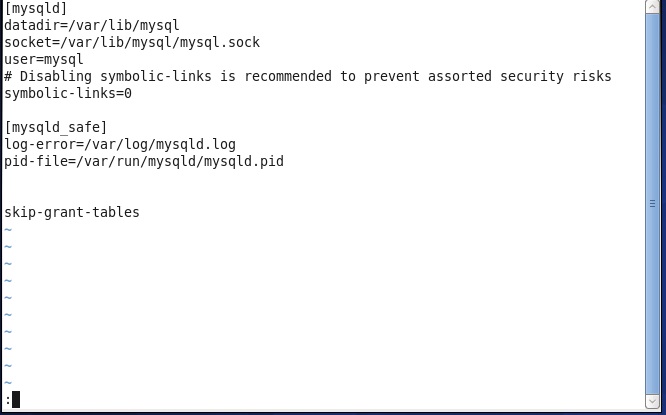 [mysqld]
datadir=/var/lib/mysql
socket=/var/lib/mysql/mysql.sock
user=mysql
# Disabling symbolic-links is recommended to prevent assorted security risks
symbolic-links=0
[mysqld_safe]
log-error=/var/log/mysqld.log
pid-file=/var/run/mysqld/mysqld.pid
skip-grant-tables
~
~
~
~
~
~
~
~
~
~
: